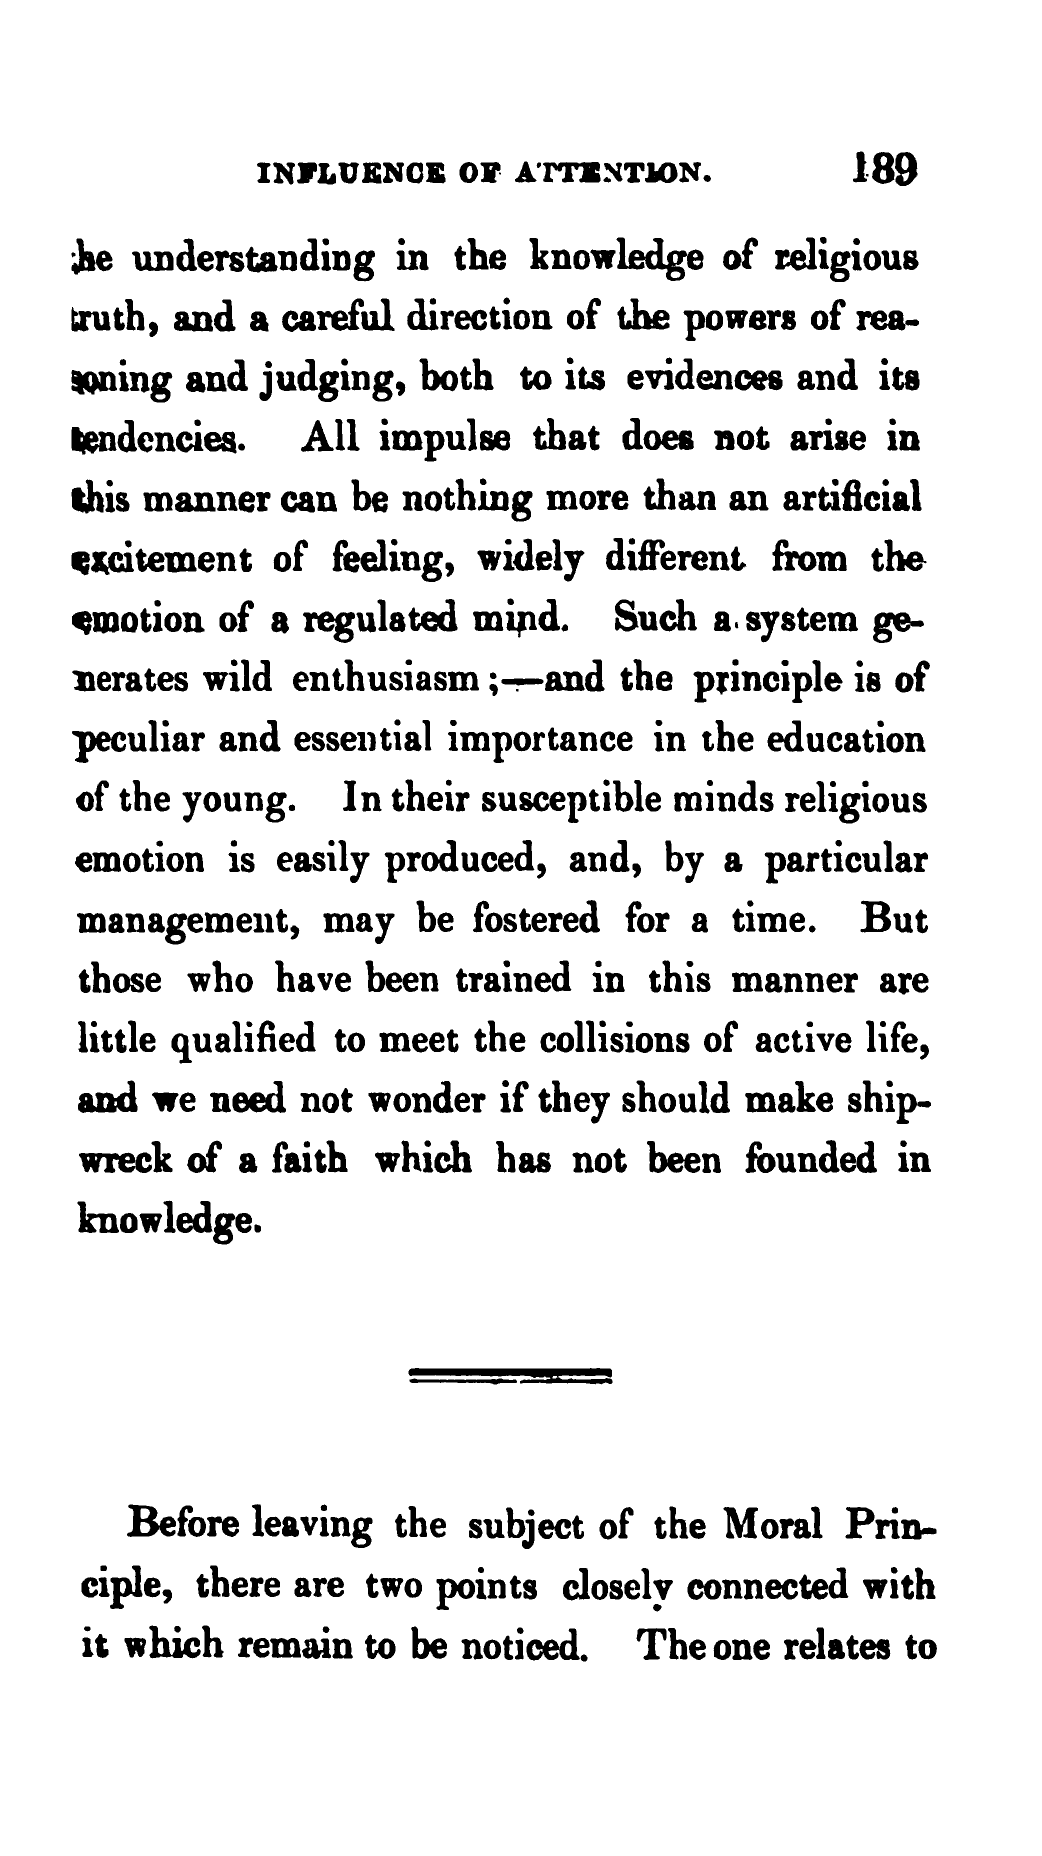 INFLUENCE OF ATTENTION. 189
the understanding in the knowledge of religious
truth, and a careful direction of the powers of rea-
soning and judging, both to its evidences and its
tendencies. All impulse that does not arise in
this manner can be nothing more than an artificial
excitement of feeling, widely different from the
emotion of a regulated mind. Such a system ge-
nerates wild enthusiasm ;—and the principle is of
peculiar and essential importance in the education
of the young. In their susceptible minds religious
emotion is easily produced, and, by a particular
management, may be fostered for a time. But
those who have been trained in this manner are
little qualified to meet the collisions of active life,
and we need not wonder if they should make ship-
wreck of a faith which has not been founded in
knowledge.
Before leaving the subject of the Moral Prin-
ciple, there are two points closely connected with
it which remain to be noticed. The one relates to